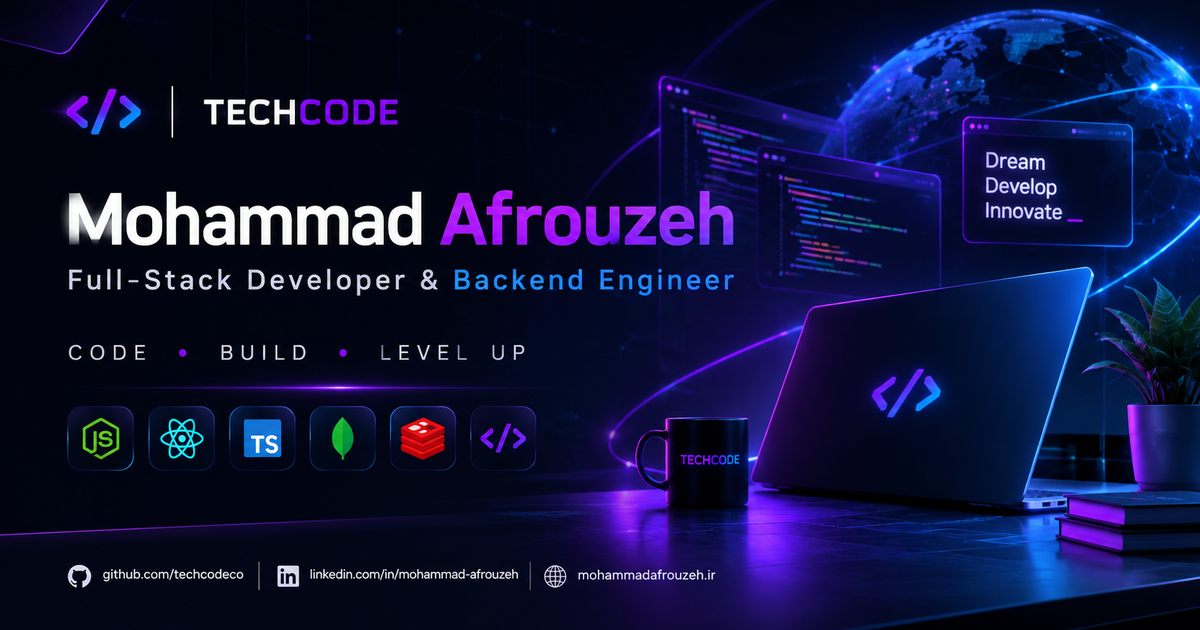 </> | TECHCODE
Mohammad Afrouzeh
Full-Stack Developer & Backend Engineer
CODE • BUILD • LEVEL UP
JS
TS
</>
github.com/techcodeco
in
linkedin.com/in/mohammad-afrouzeh
mohammadafrouzeh.ir
Dream
Develop
Innovate _
</>
TECHCODE